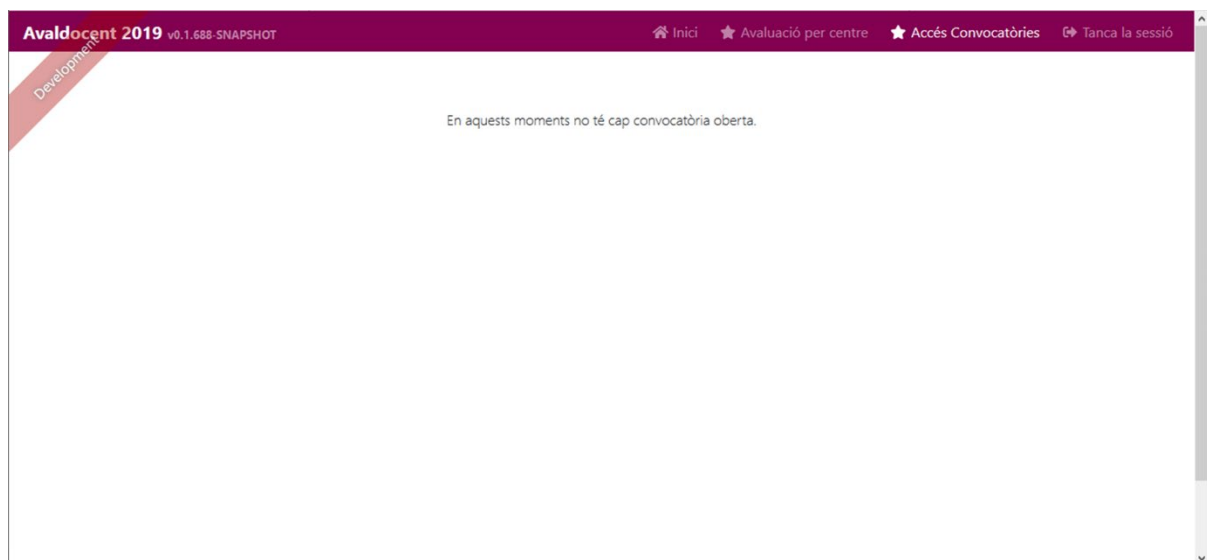 Avaldocent 2019 v0.1.688-SNAPSHOT Inici Avaluació per centre Accés Convocatòries Tanca la sessió
Development
En aquests moments no té cap convocatòria oberta.